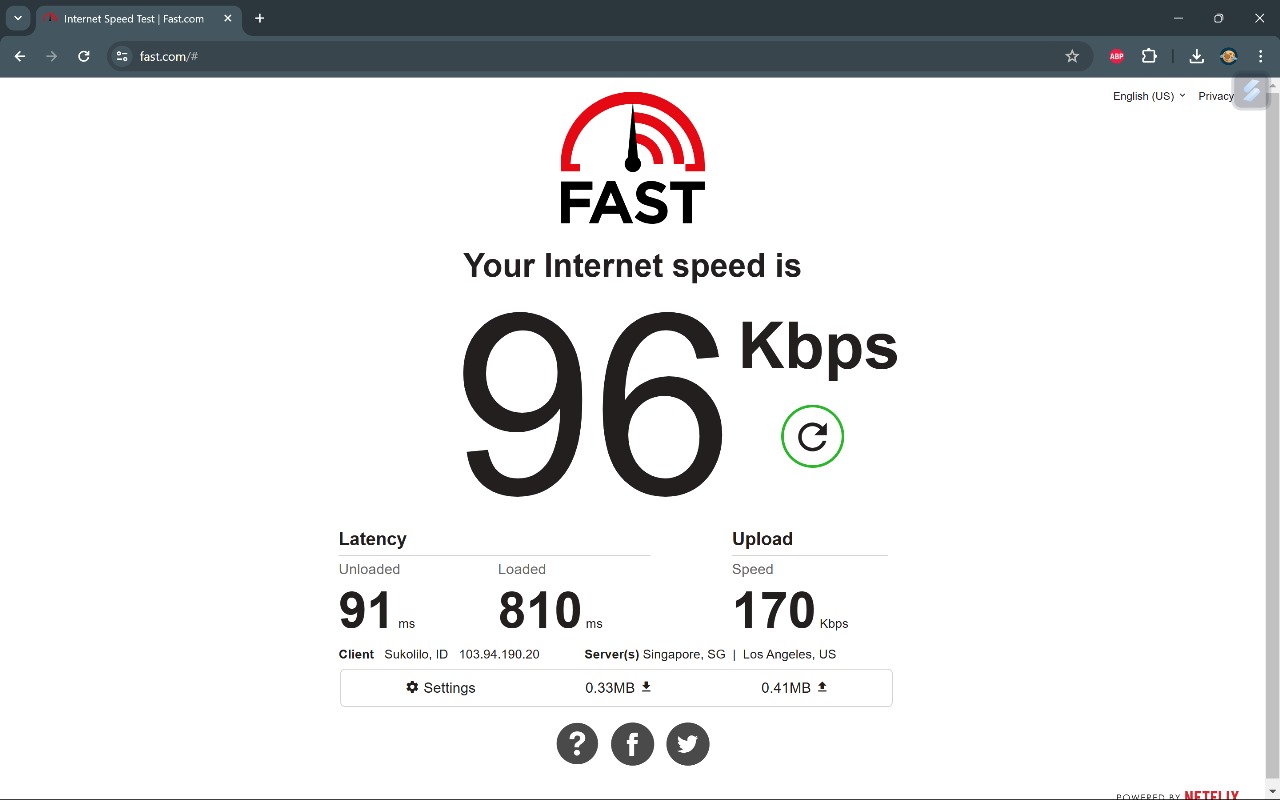 Internet Speed Test | Fast.com
fast.com/#
ABP
English (US) Privacy
FAST
Your Internet speed is
96 Kbps
Latency Upload
Unloaded Loaded Speed
91 ms 810 ms 170 Kbps
Client Sukolilo, ID 103.94.190.20 Server(s) Singapore, SG | Los Angeles, US
Settings 0.33MB 0.41MB
?
f
POWERED BY NETFLIX